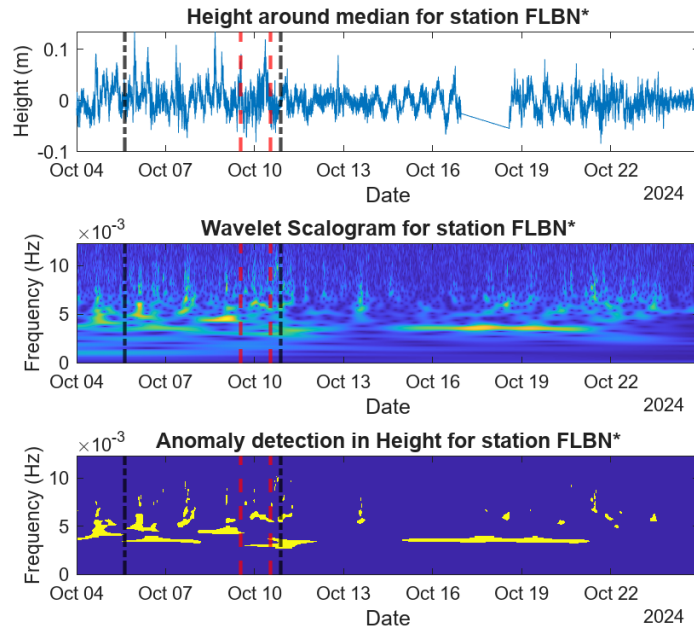 Height around median for station FLBN*
Height (m)
0.1
0
-0.1
Oct 04 Oct 07 Oct 10 Oct 13 Oct 16 Oct 19 Oct 22
Date
2024
Wavelet Scalogram for station FLBN*
×10⁻³
Frequency (Hz)
10
5
0
Oct 04 Oct 07 Oct 10 Oct 13 Oct 16 Oct 19 Oct 22
Date
2024
Anomaly detection in Height for station FLBN*
×10⁻³
Frequency (Hz)
10
5
0
Oct 04 Oct 07 Oct 10 Oct 13 Oct 16 Oct 19 Oct 22
Date
2024